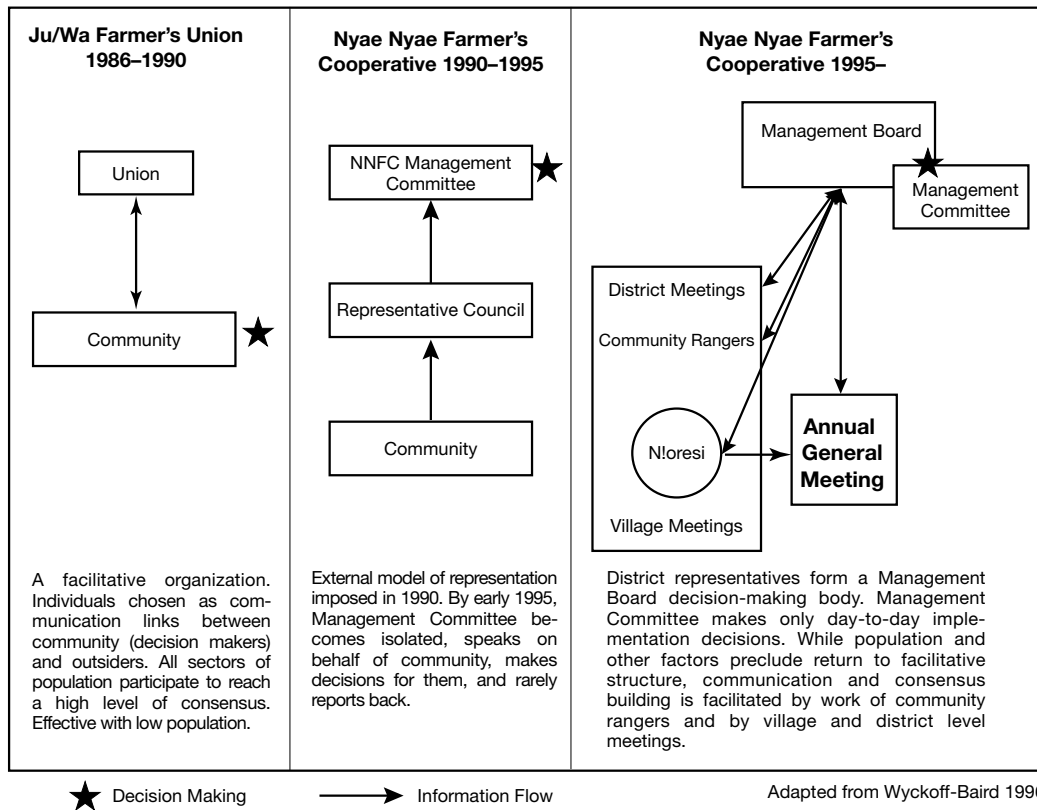 Ju/Wa Farmer's Union
1986–1990
Union
Community
A facilitative organization.
Individuals chosen as com-
munication links between
community (decision makers)
and outsiders. All sectors of
population participate to reach
a high level of consensus.
Effective with low population.
Nyae Nyae Farmer's
Cooperative 1990–1995
NNFC Management
Committee
Representative Council
Community
External model of representation
imposed in 1990. By early 1995,
Management Committee be-
comes isolated, speaks on
behalf of community, makes
decisions for them, and rarely
reports back.
Nyae Nyae Farmer's
Cooperative 1995–
Management Board
Management
Committee
District Meetings
Community Rangers
N!oresi
Village Meetings
Annual
General
Meeting
District representatives form a Management
Board decision-making body. Management
Committee makes only day-to-day imple-
mentation decisions. While population and
other factors preclude return to facilitative
structure, communication and consensus
building is facilitated by work of community
rangers and by village and district level
meetings.
Decision Making
Information Flow
Adapted from Wyckoff-Baird 1996